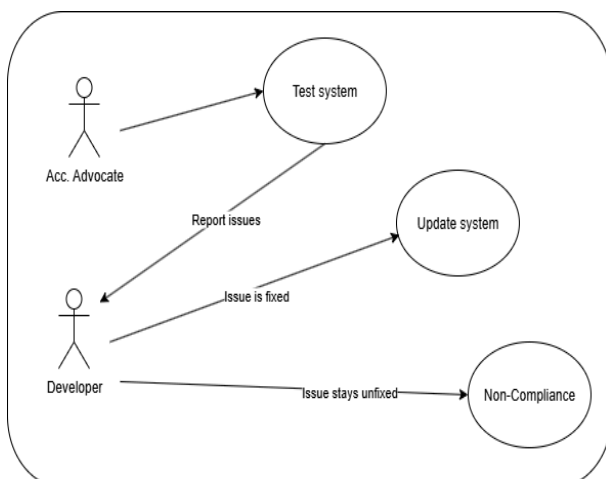 Test system
Acc. Advocate
Report issues
Update system
Issue is fixed
Developer
Issue stays unfixed
Non-Compliance